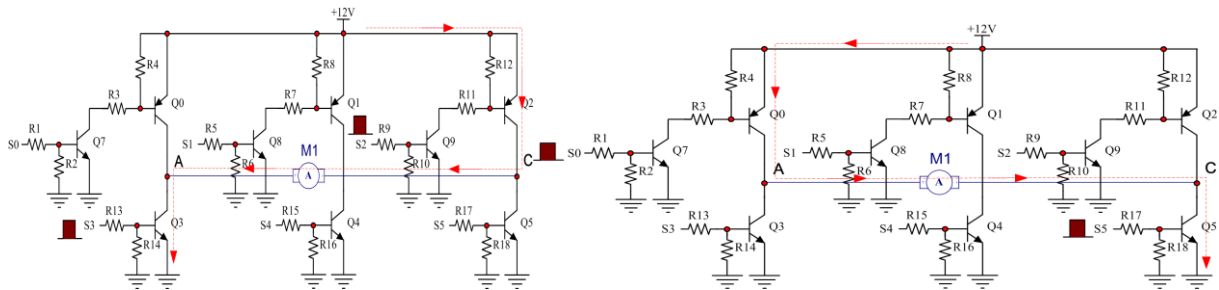 +12V
R4
R8
R12
R3
Q0
R7
Q1
R11
Q2
R1
S0
R2
Q7
R5
S1
R6
Q8
R9
S2
R10
Q9
A
M1
A
C
S3
R13
R14
Q3
S4
R15
R16
Q4
S5
R17
R18
Q5
+12V
R4
R8
R12
R3
Q0
R7
Q1
R11
Q2
R1
S0
R2
Q7
R5
S1
R6
Q8
R9
S2
R10
Q9
A
M1
A
C
S3
R13
R14
Q3
S4
R15
R16
Q4
S5
R17
R18
Q5